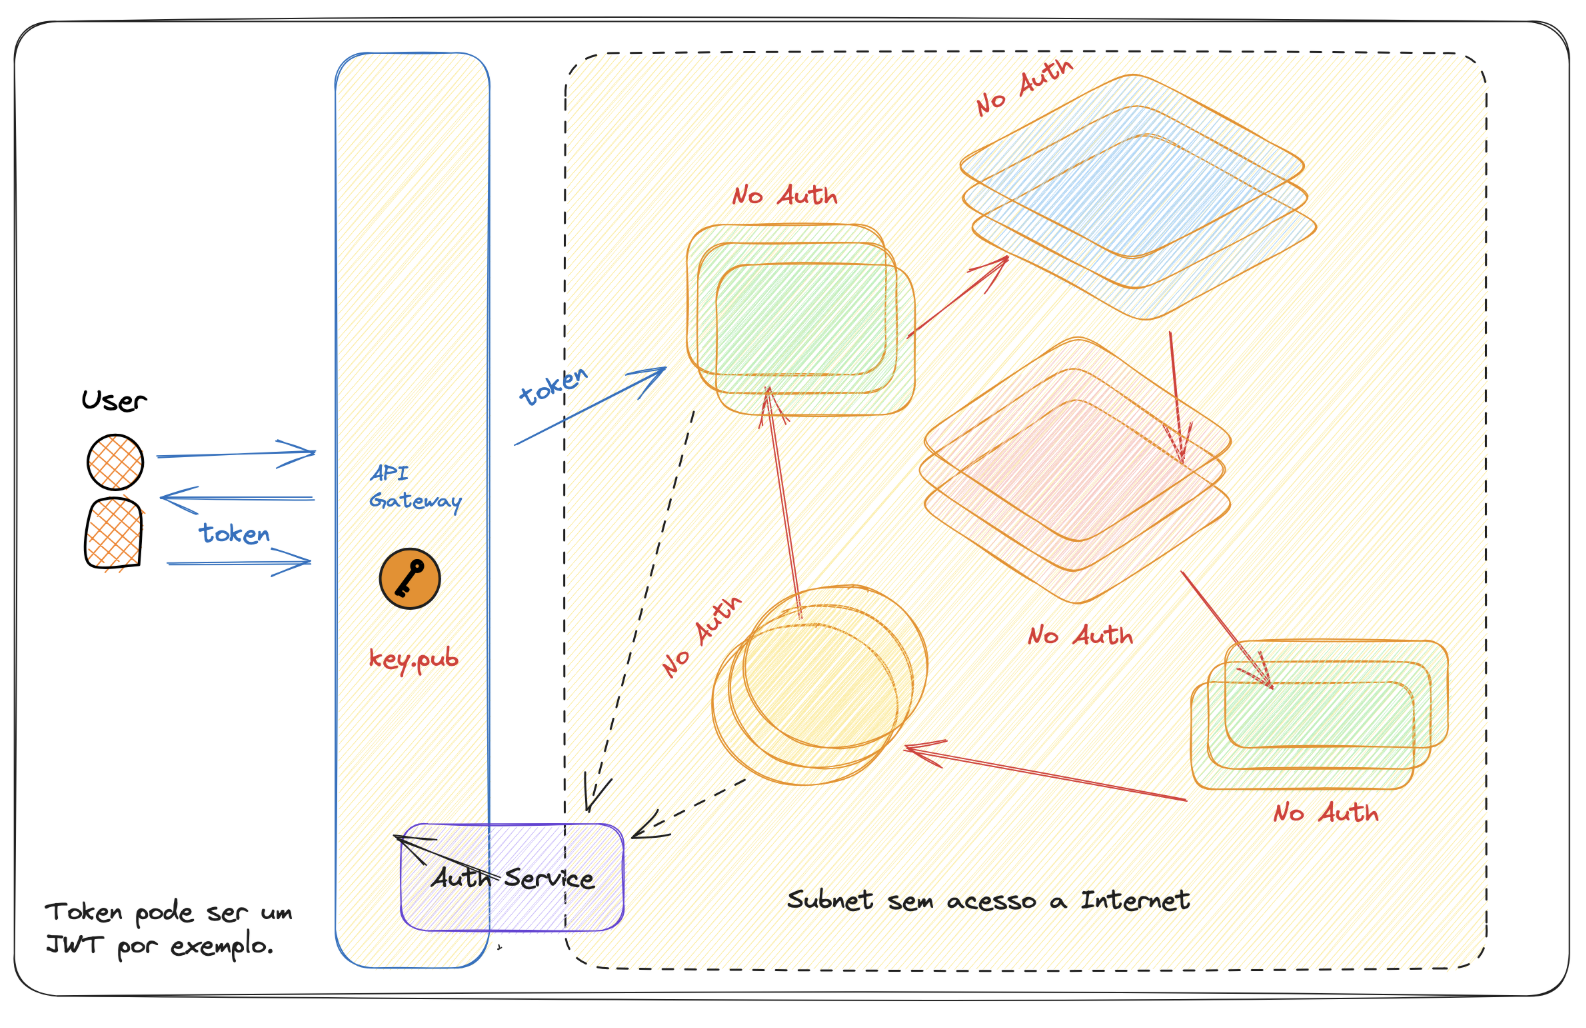 No Auth
No Auth
token
User
API
Gateway
token
No Auth
No Auth
key.pub
No Auth
Auth Service
Subnet sem acesso a Internet
Token pode ser um
JWT por exemplo.